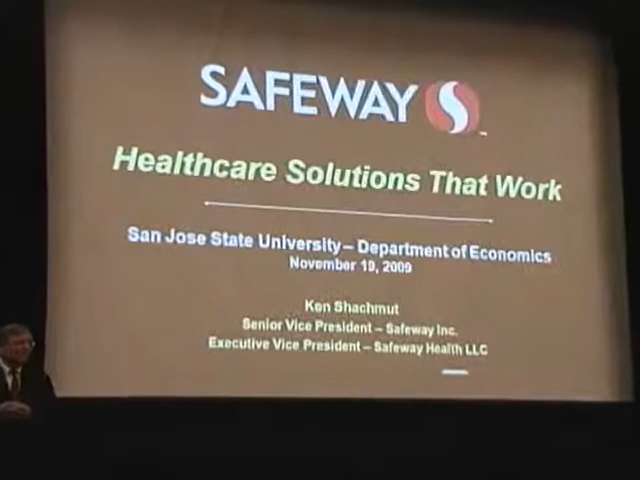 SAFEWAY
Healthcare Solutions That Work
San Jose State University – Department of Economics
November 19, 2009
Ken Shachmut
Senior Vice President – Safeway Inc.
Executive Vice President – Safeway Health LLC